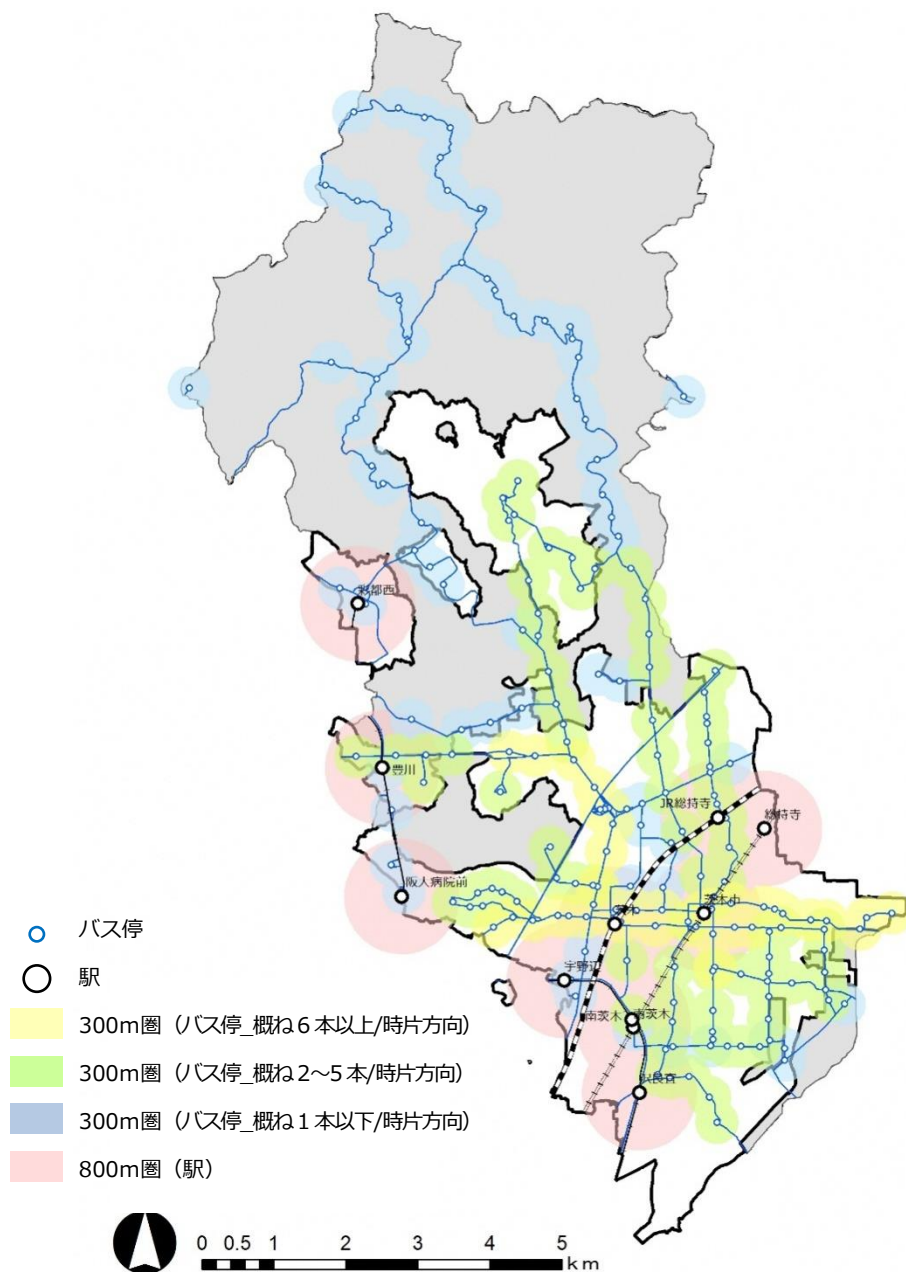 彩都西
豊川
JR総持寺
総持寺
阪大病院前
茨木
茨木市
宇野辺
南茨木
南茨木
沢良宜
バス停
駅
300m圏（バス停_概ね６本以上/時片方向）
300m圏（バス停_概ね２～５本/時片方向）
300m圏（バス停_概ね１本以下/時片方向）
800m圏（駅）
0 0.5 1 2 3 4 5
km